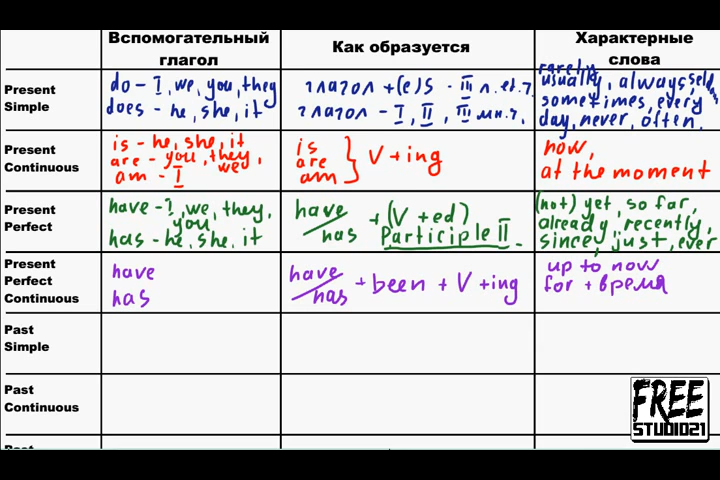 Вспомогательный глагол
Как образуется
Характерные слова
Present Simple
do - I, we, you, they
does - he, she, it
глагол + (e)s - III л. ед. ч.
глагол - I, II, III мн. ч.
rarely
usually, always, seldom
sometimes, every
day, never, often.
Present Continuous
is - he, she, it
are - you, they, we
am - I
is
are
am
V + ing
now,
at the moment
Present Perfect
have - I, we, they,
you
has - he, she, it
have/has + (V + ed)
Participle II
(not) yet, so far,
already, recently,
since, just, ever
Present Perfect Continuous
have
has
have/has + been + V + ing
up to now
for + время
Past Simple
Past Continuous
FREE
STUDIO21